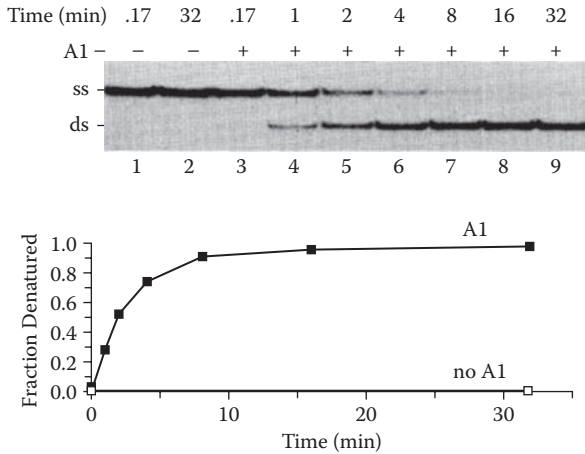 Time (min) .17 32 .17 1 2 4 8 16 32
A1 – – – + + + + + + +
ss –
ds –
1 2 3 4 5 6 7 8 9
Fraction Denatured
1.0
0.8
0.6
0.4
0.2
0.0
A1
no A1
0 10 20 30
Time (min)